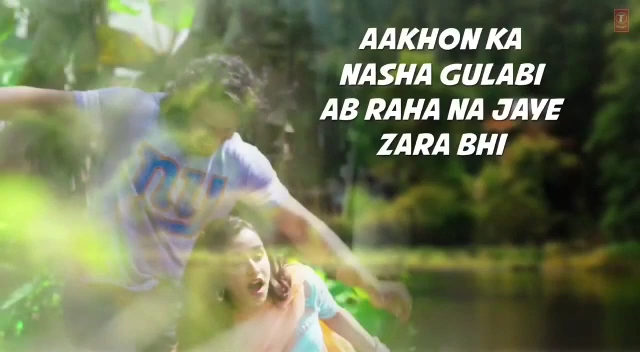 AAKHON KA
NASHA GULABI
AB RAHA NA JAYE
ZARA BHI